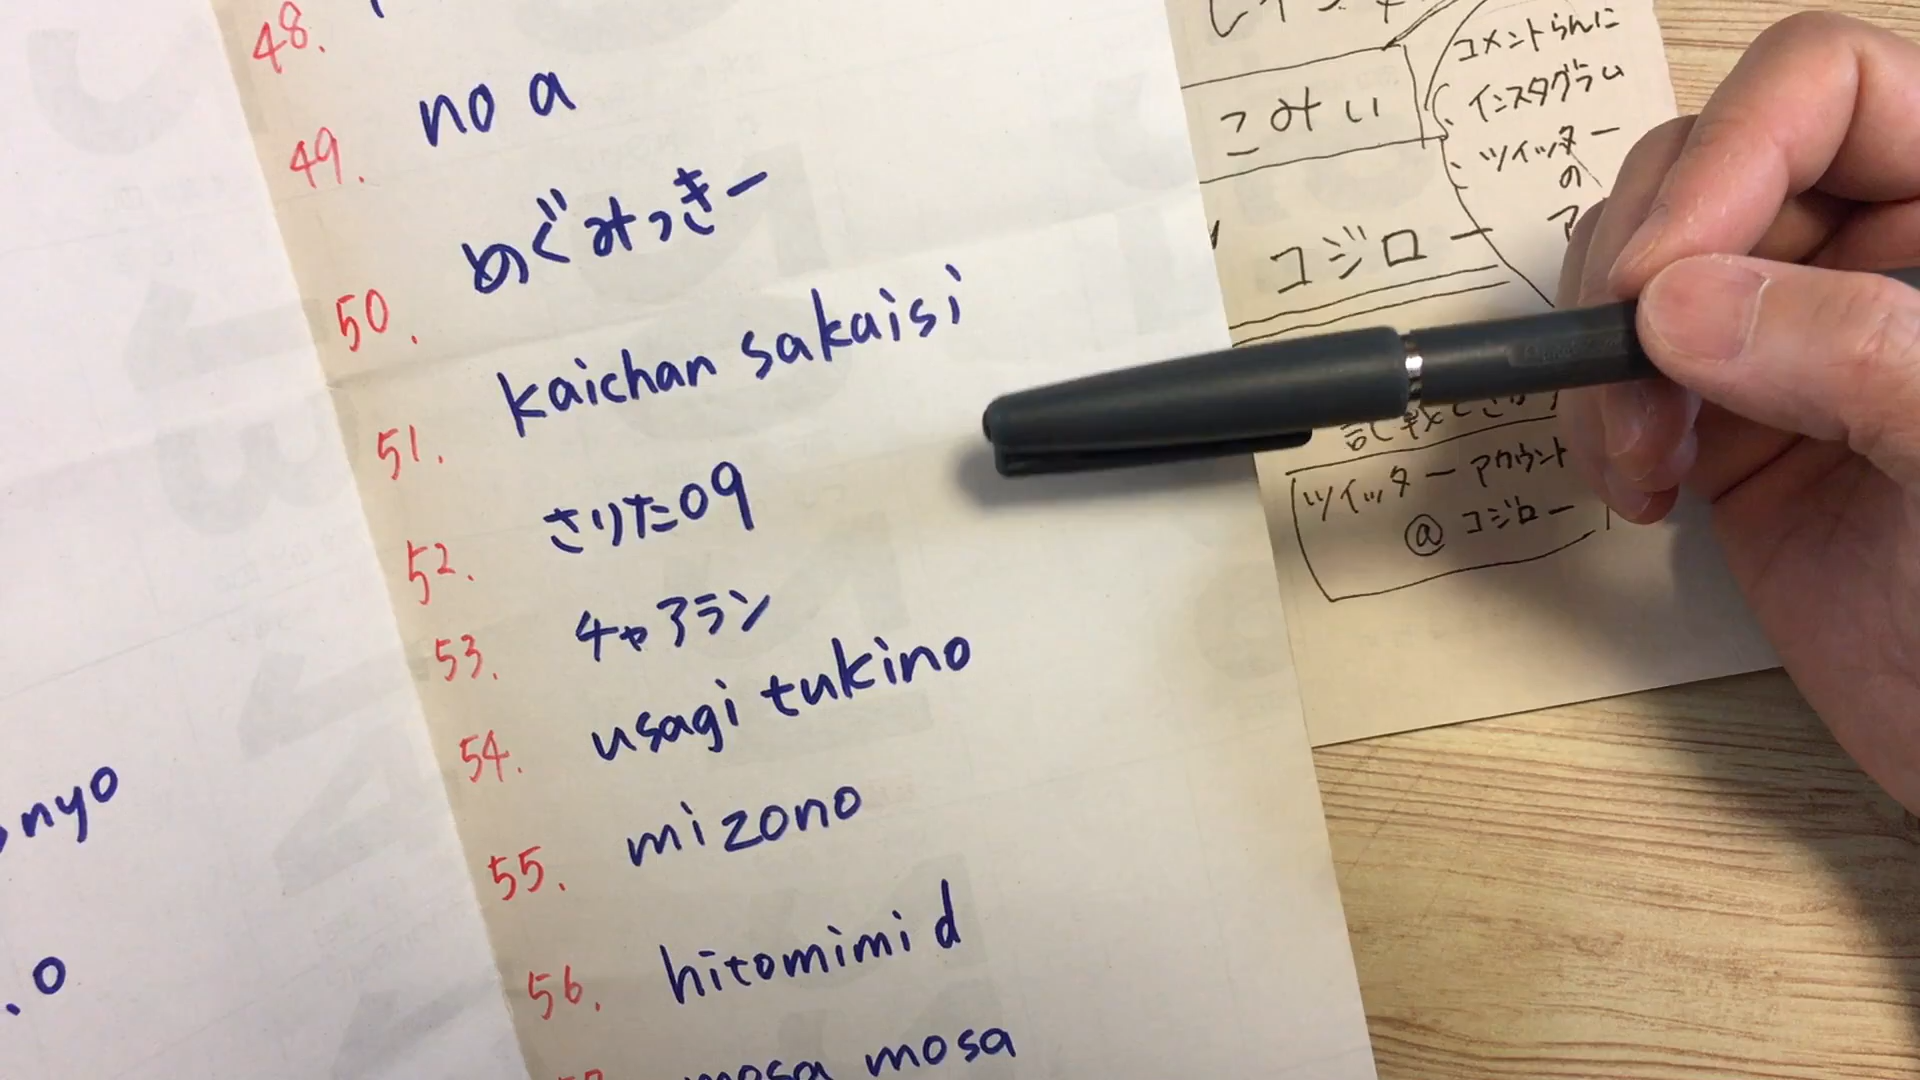 48.
49. no a
50. めぐみっきー
51. kaichan sakaisi
52. さりた09
53. チャアラン
54. usagi tukino
55. mizono
56. hitomimi d
mosa mosa
nyo
.o
こみい
コジロー
コメントらんに
インスタグラム
ツイッター
の
ア
ツイッターアカウント
@コジロー